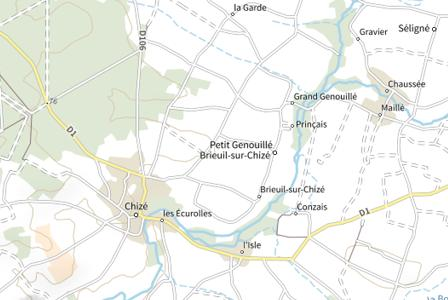 la Garde
Gravier
Séligné
D106
Chaussée
Grand Genouillé
Maillé
76
D1
Prinçais
Petit Genouillé
Brieuil-sur-Chizé
Brieuil-sur-Chizé
Chizé
les Écurolles
Conzais
D1
l'Isle